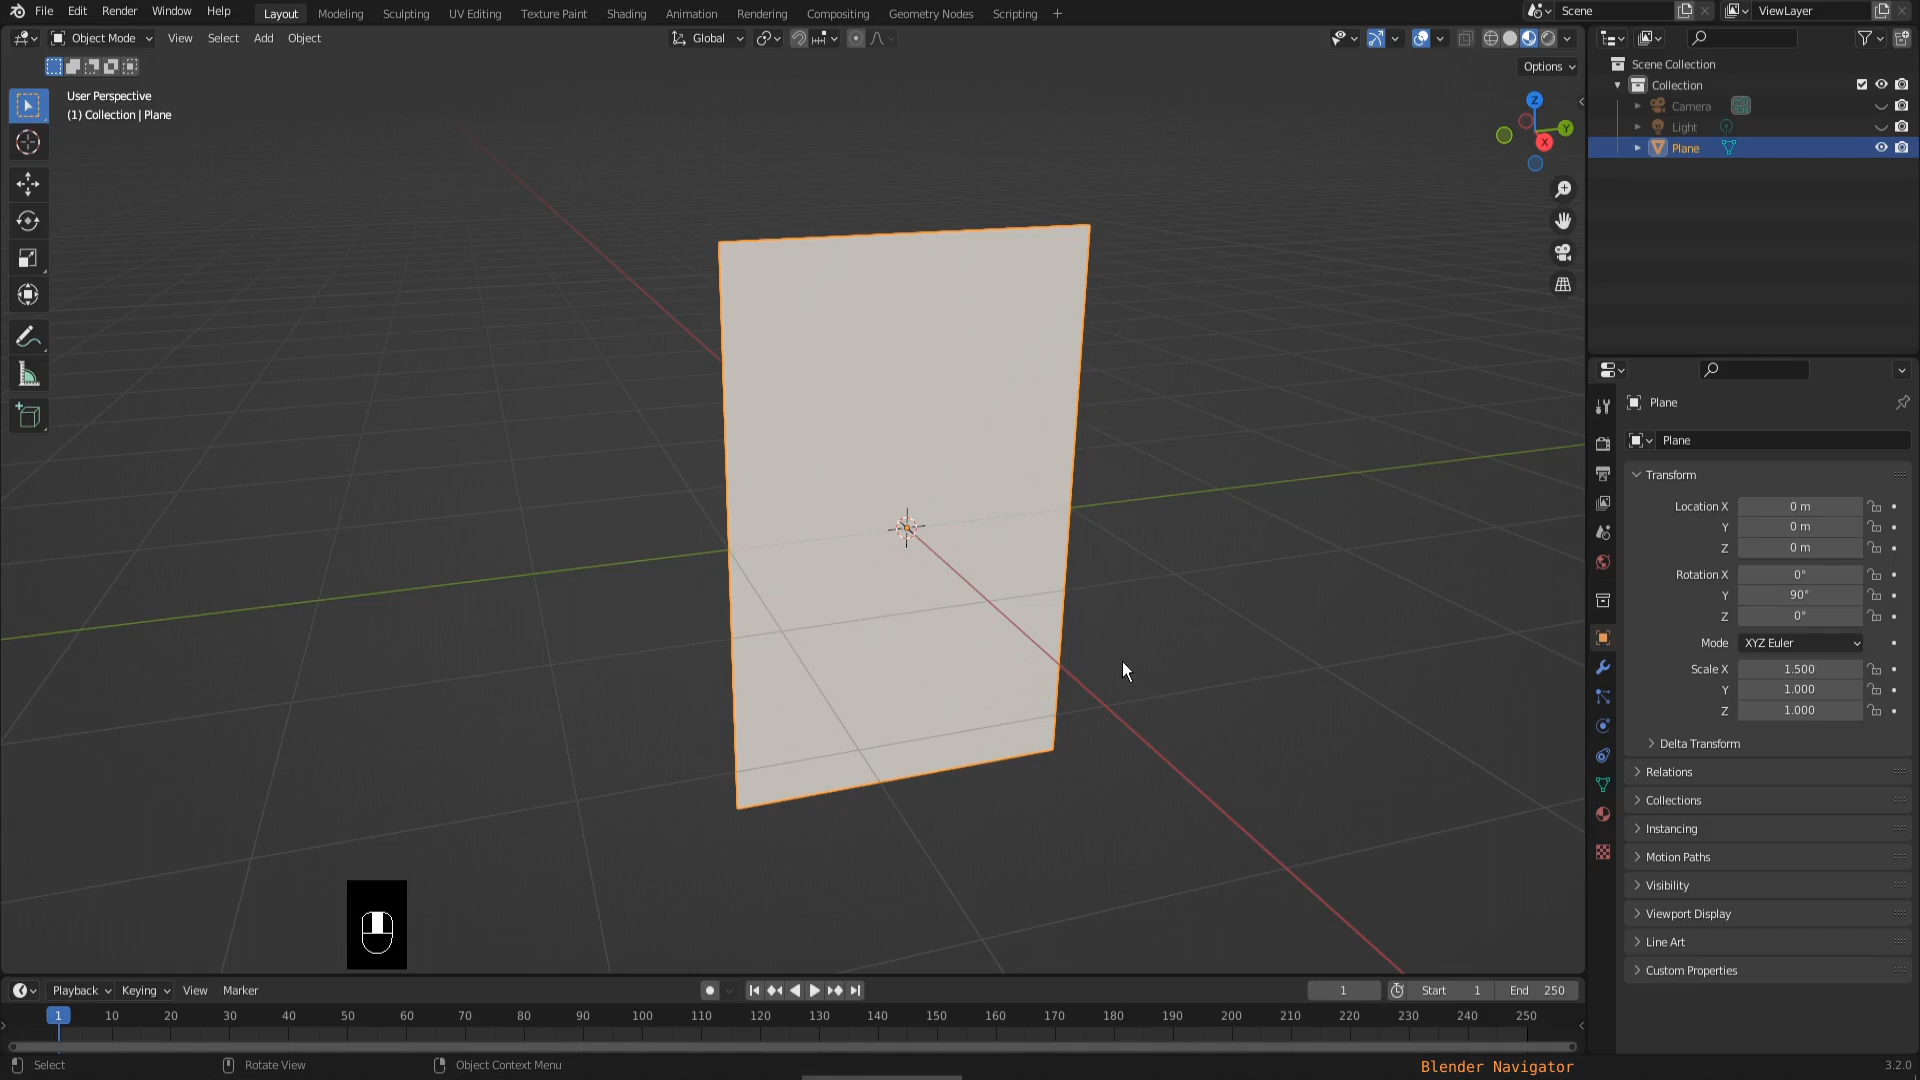 File Edit Render Window Help
Layout Modeling Sculpting UV Editing Texture Paint Shading Animation Rendering Compositing Geometry Nodes Scripting
Scene
ViewLayer
Object Mode View Select Add Object
Global
Options
User Perspective
(1) Collection | Plane
Z
Y
X
Scene Collection
Collection
Camera
Light
Plane
Plane
Plane
Transform
Location X 0 m
Y 0 m
Z 0 m
Rotation X 0°
Y 90°
Z 0°
Mode XYZ Euler
Scale X 1.500
Y 1.000
Z 1.000
Delta Transform
Relations
Collections
Instancing
Motion Paths
Visibility
Viewport Display
Line Art
Custom Properties
Playback Keying View Marker
1 Start 1 End 250
1 10 20 30 40 50 60 70 80 90 100 110 120 130 140 150 160 170 180 190 200 210 220 230 240 250
Select Rotate View Object Context Menu
Blender Navigator
3.2.0